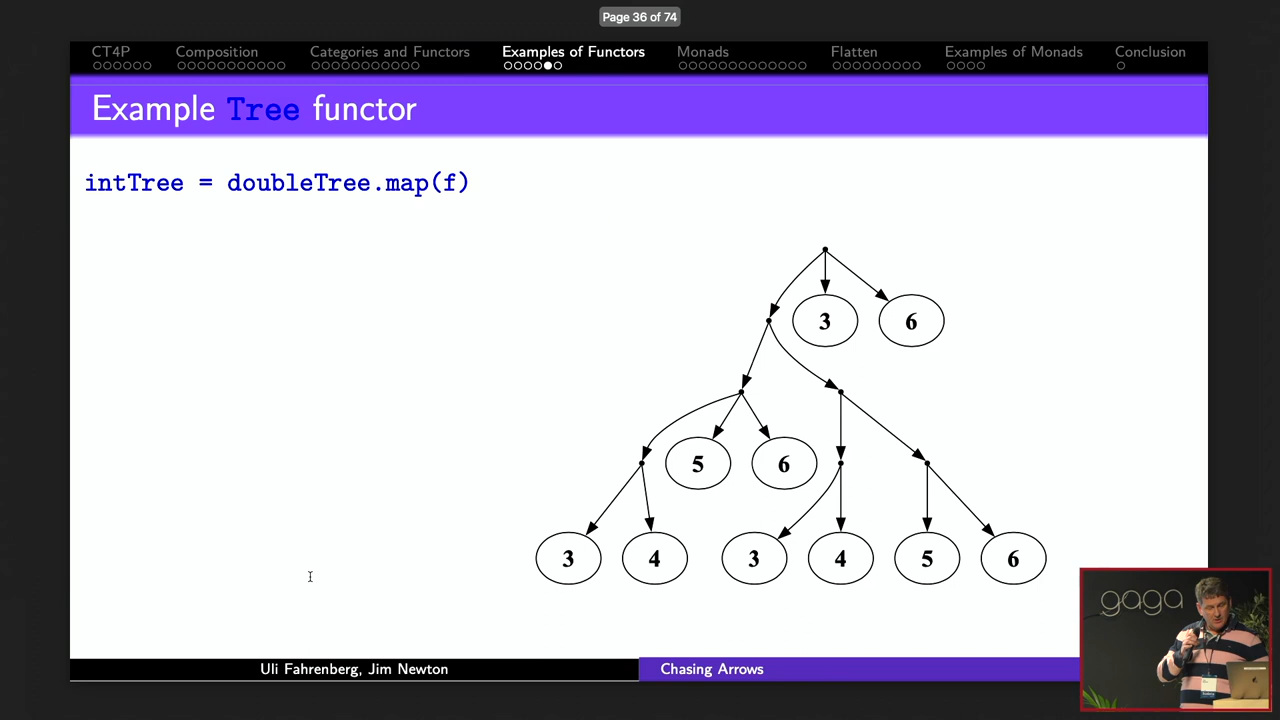 Page 36 of 74
CT4P Composition Categories and Functors Examples of Functors Monads Flatten Examples of Monads Conclusion
Example Tree functor
intTree = doubleTree.map(f)
3 6
5 6
3 4 3 4 5 6
gaga
Uli Fahrenberg, Jim Newton Chasing Arrows